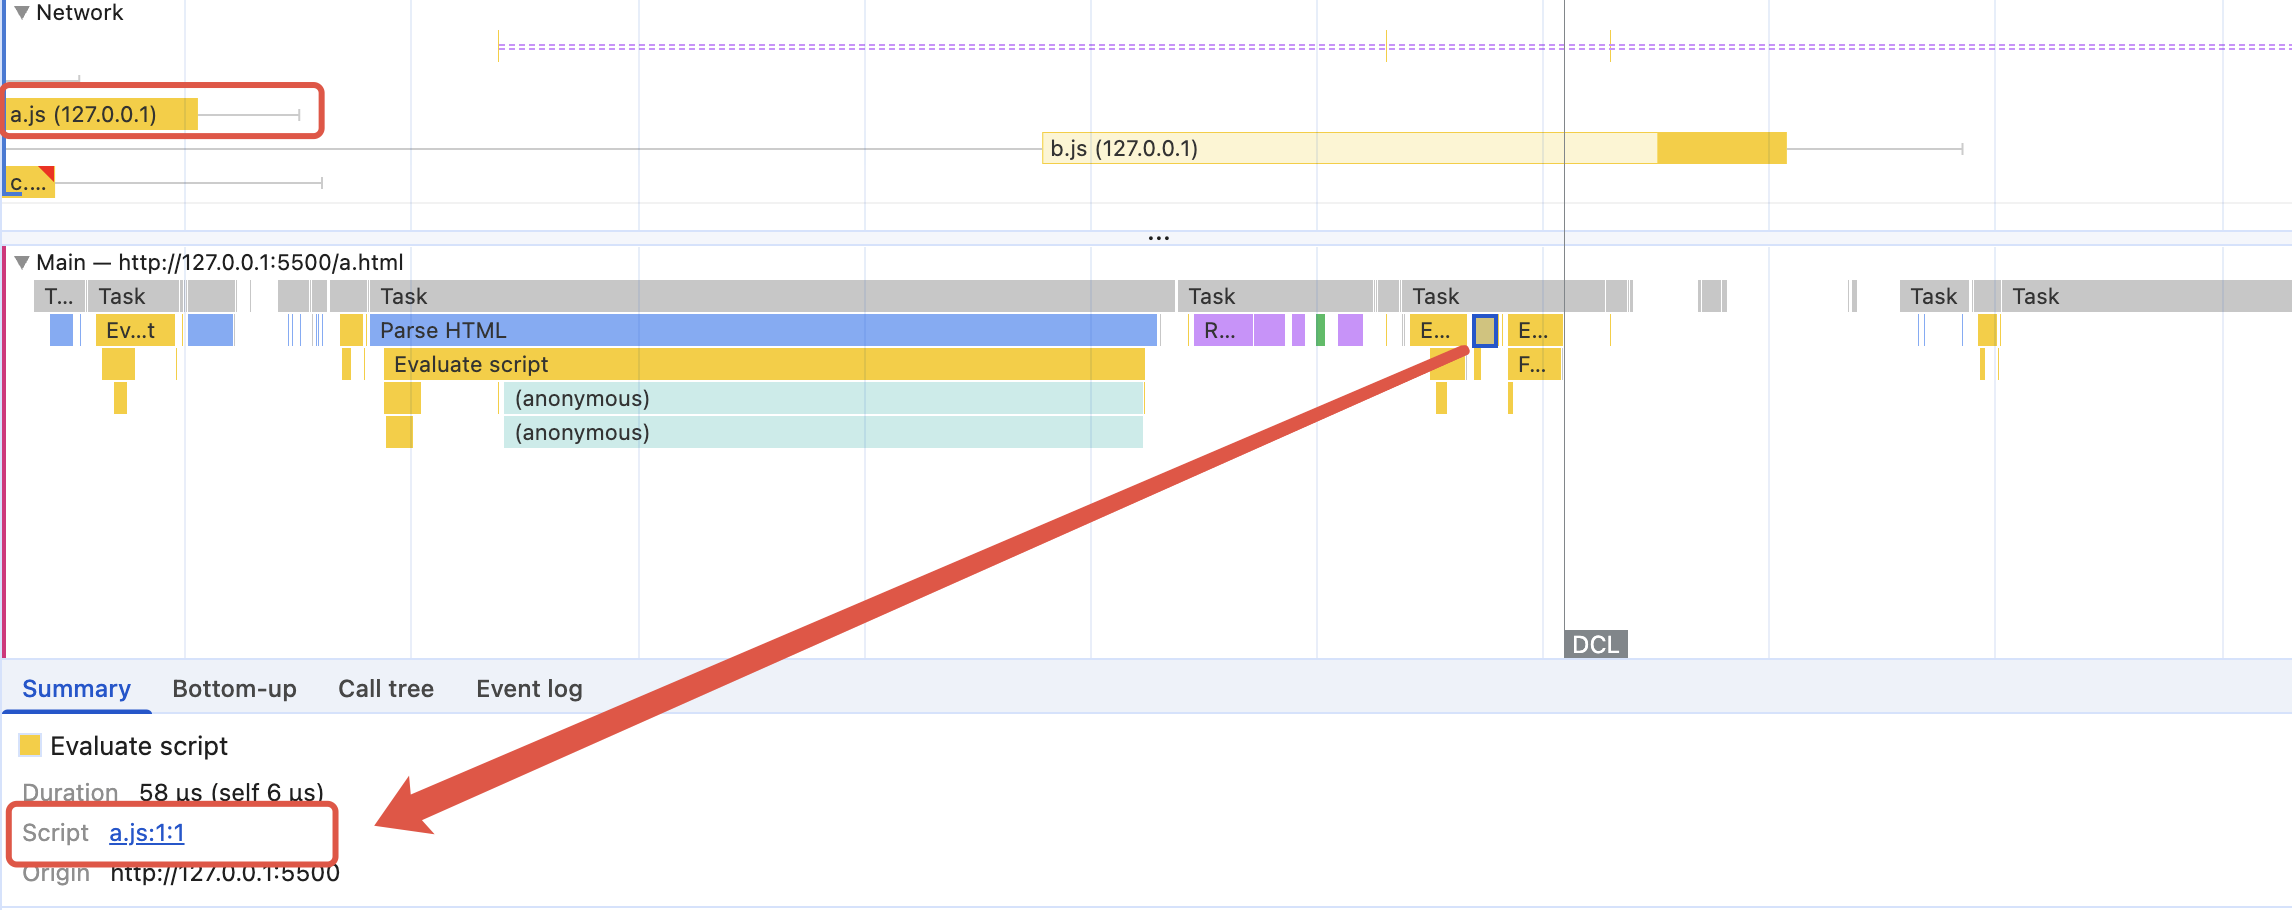 Network
a.js (127.0.0.1)
b.js (127.0.0.1)
c....
...
Main — http://127.0.0.1:5500/a.html
T... Task Task Task Task Task Task
Ev...t Parse HTML R... E... E...
Evaluate script F...
(anonymous)
(anonymous)
DCL
Summary Bottom-up Call tree Event log
Evaluate script
Duration 58 μs (self 6 μs)
Script a.js:1:1
Origin http://127.0.0.1:5500